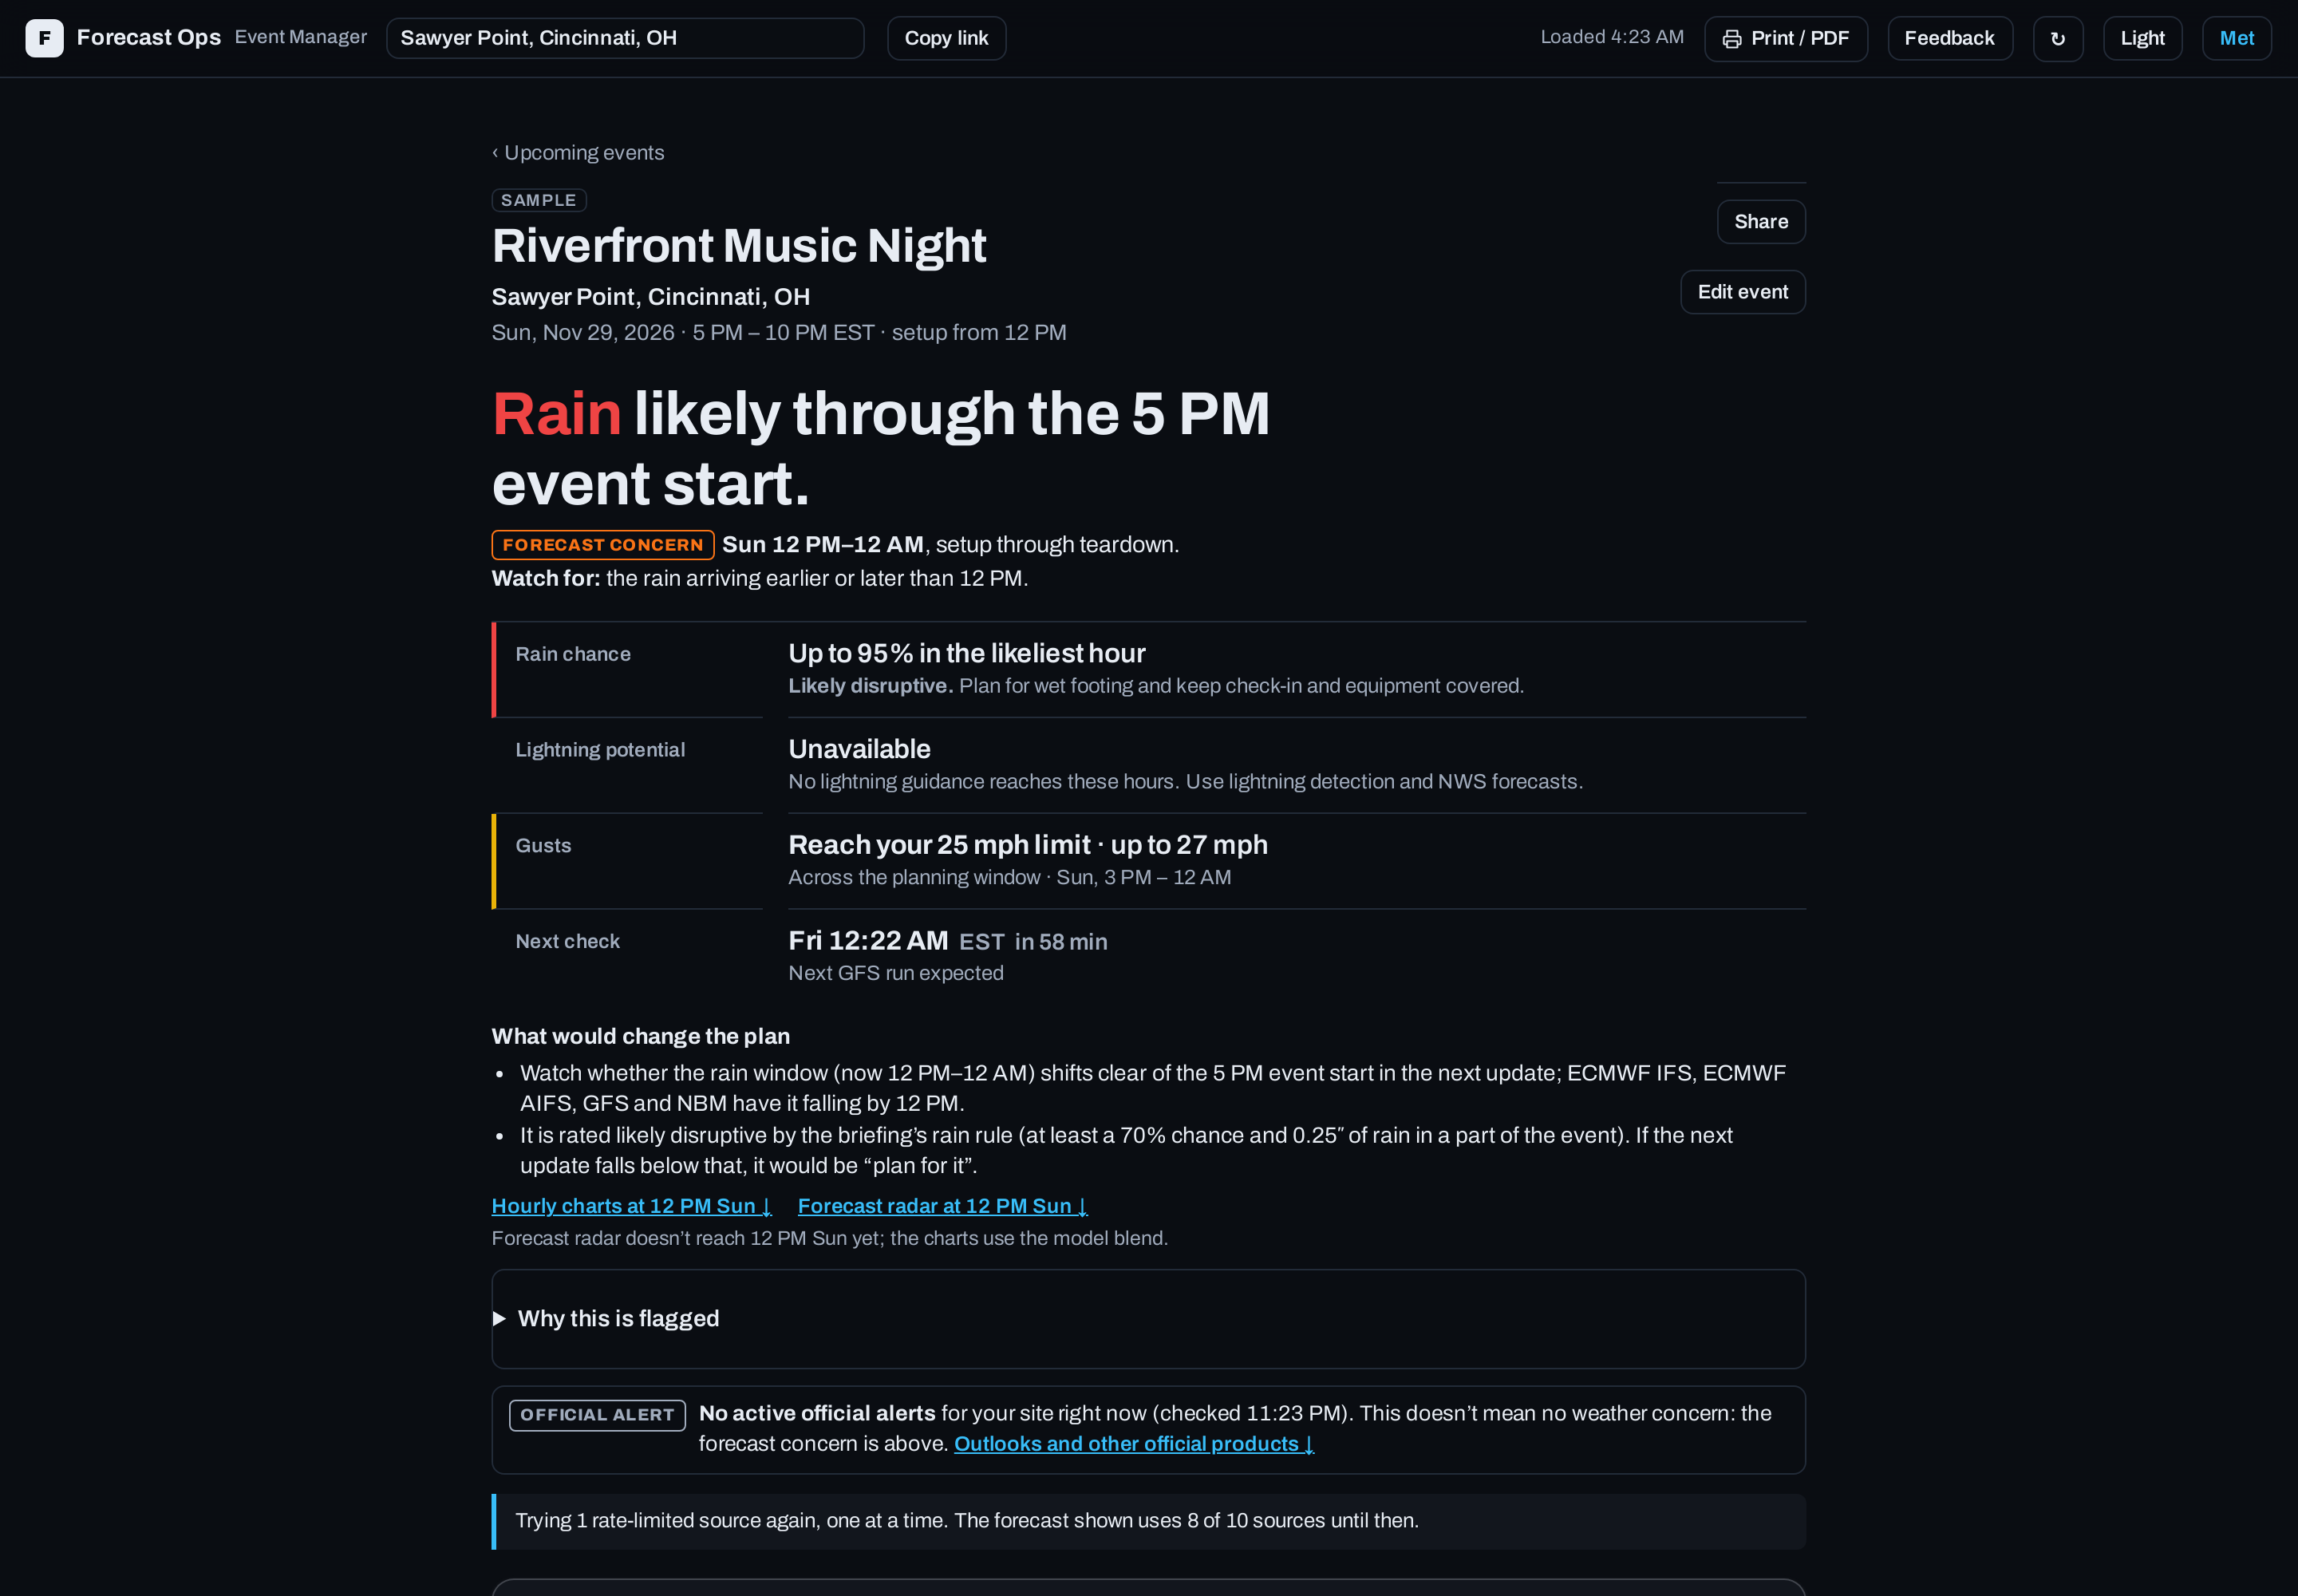 F Forecast Ops Event Manager Sawyer Point, Cincinnati, OH Copy link Loaded 4:23 AM Print / PDF Feedback ↻ Light Met
‹ Upcoming events
SAMPLE
Riverfront Music Night
Sawyer Point, Cincinnati, OH
Sun, Nov 29, 2026 · 5 PM – 10 PM EST · setup from 12 PM
Share
Edit event
Rain likely through the 5 PM
event start.
FORECAST CONCERN Sun 12 PM–12 AM, setup through teardown.
Watch for: the rain arriving earlier or later than 12 PM.
Rain chance
Up to 95% in the likeliest hour
Likely disruptive. Plan for wet footing and keep check-in and equipment covered.
Lightning potential
Unavailable
No lightning guidance reaches these hours. Use lightning detection and NWS forecasts.
Gusts
Reach your 25 mph limit · up to 27 mph
Across the planning window · Sun, 3 PM – 12 AM
Next check
Fri 12:22 AM EST in 58 min
Next GFS run expected
What would change the plan
• Watch whether the rain window (now 12 PM–12 AM) shifts clear of the 5 PM event start in the next update; ECMWF IFS, ECMWF
AIFS, GFS and NBM have it falling by 12 PM.
• It is rated likely disruptive by the briefing’s rain rule (at least a 70% chance and 0.25″ of rain in a part of the event). If the next
update falls below that, it would be “plan for it”.
Hourly charts at 12 PM Sun ↓ Forecast radar at 12 PM Sun ↓
Forecast radar doesn’t reach 12 PM Sun yet; the charts use the model blend.
▶ Why this is flagged
OFFICIAL ALERT No active official alerts for your site right now (checked 11:23 PM). This doesn’t mean no weather concern: the
forecast concern is above. Outlooks and other official products ↓
Trying 1 rate-limited source again, one at a time. The forecast shown uses 8 of 10 sources until then.